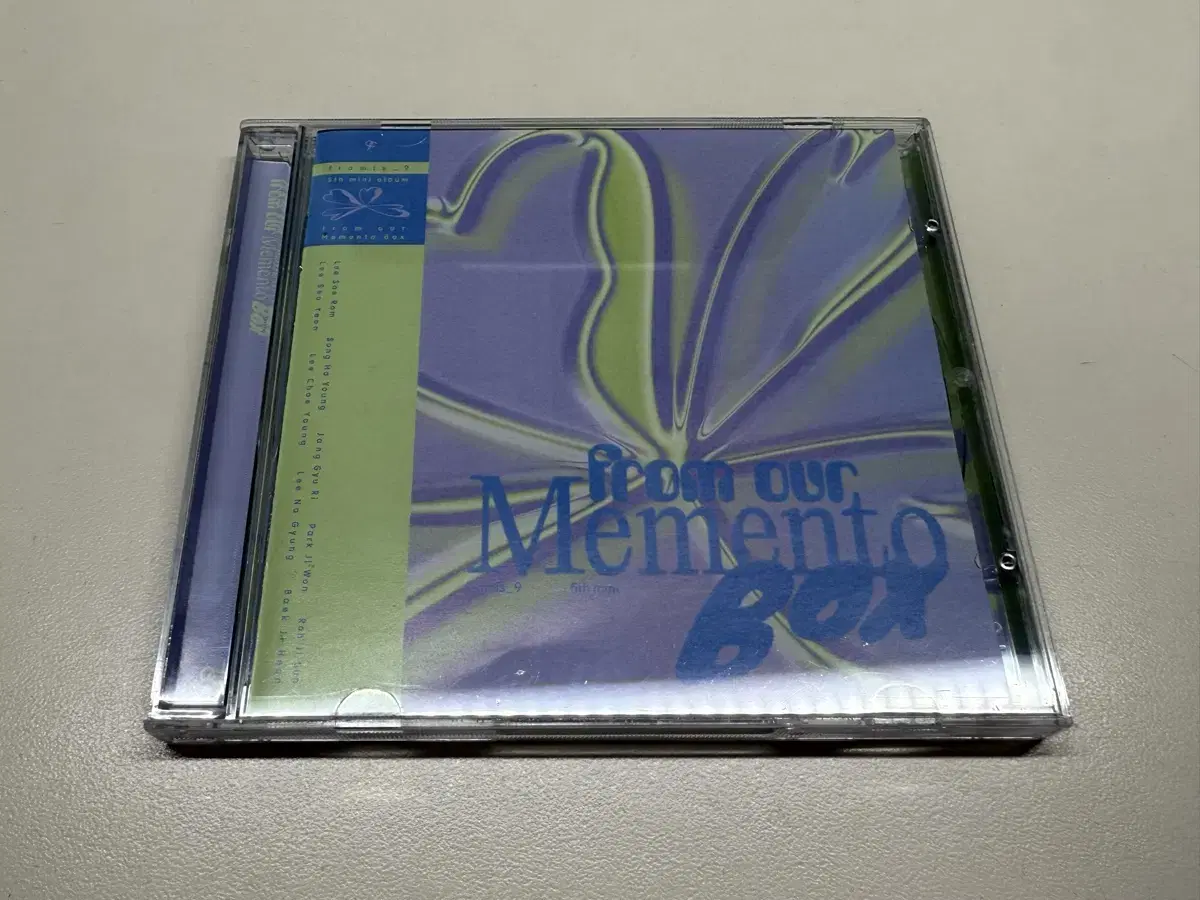 from our Memento Box
fromis_9
5th mini album
from our
Memento Box
Lee Sae Rom Song Ha Young Jang Gyu Ri Park Ji Won Roh Ji Sun
Lee Seo Yeon Lee Chae Young Lee Na Gyung Baek Ji Heon
from our
Memento
Box
5th mini